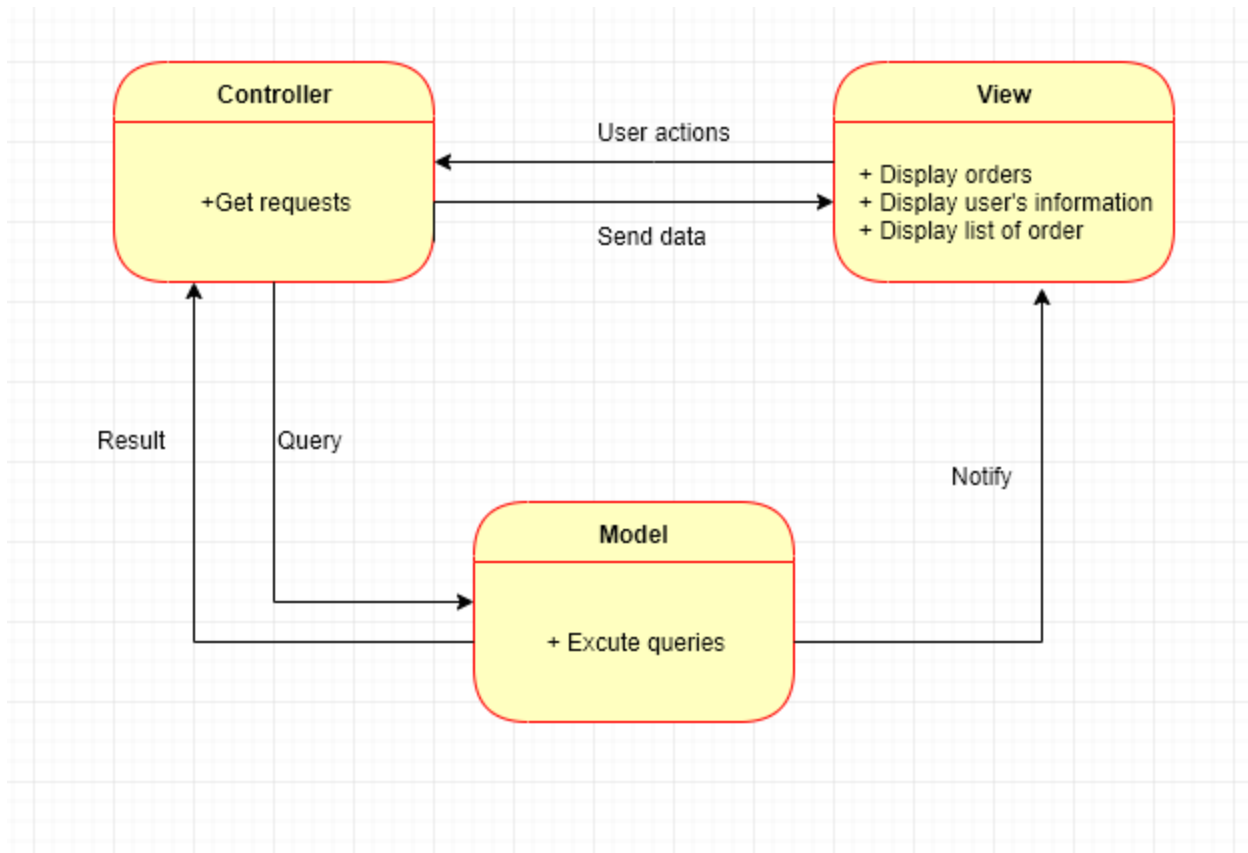 Controller
+Get requests
User actions
Send data
View
+ Display orders
+ Display user's information
+ Display list of order
Result
Query
Notify
Model
+ Excute queries